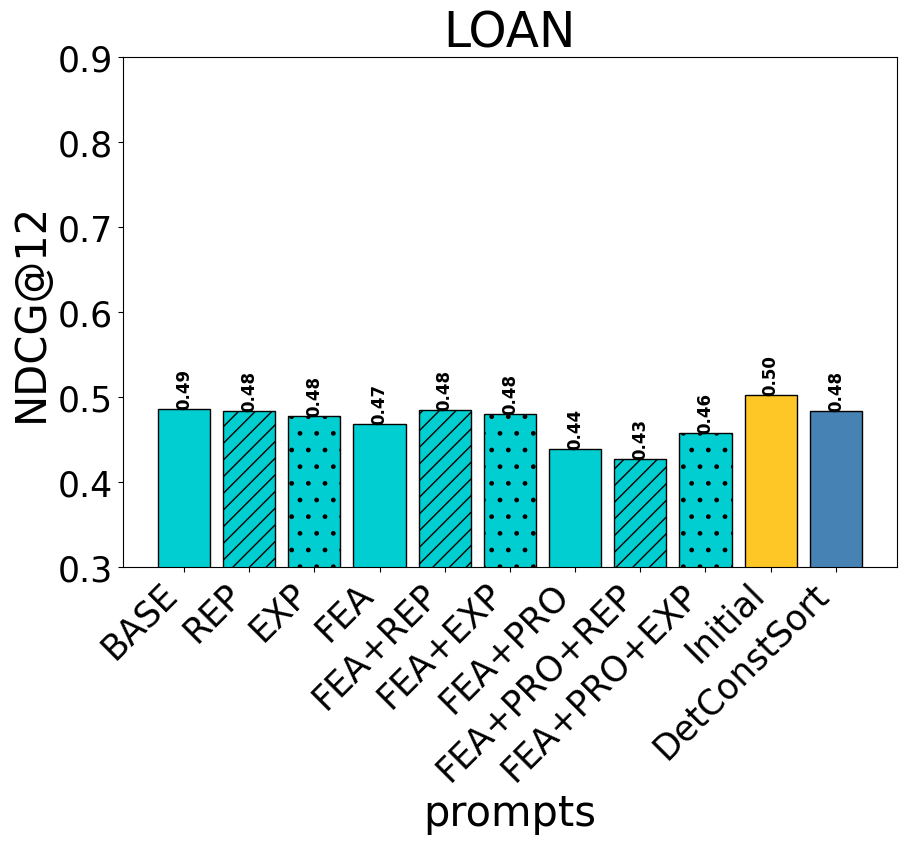 LOAN
NDCG@12
0.9
0.8
0.7
0.6
0.5
0.4
0.3
0.49
0.48
0.48
0.47
0.48
0.48
0.44
0.43
0.46
0.50
0.48
BASE
REP
EXP
FEA
FEA+REP
FEA+EXP
FEA+PRO
FEA+PRO+REP
FEA+PRO+EXP
Initial
DetConstSort
prompts